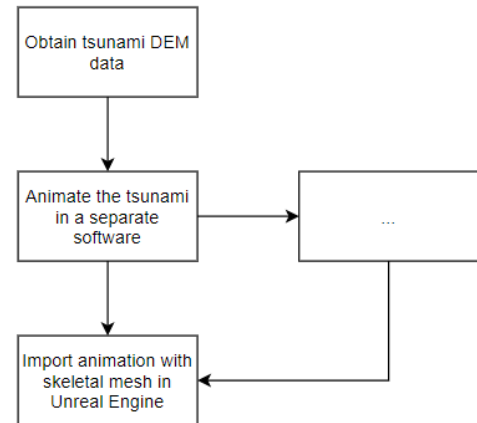 Obtain tsunami DEM
data
Animate the tsunami
in a separate
software
...
Import animation with
skeletal mesh in
Unreal Engine